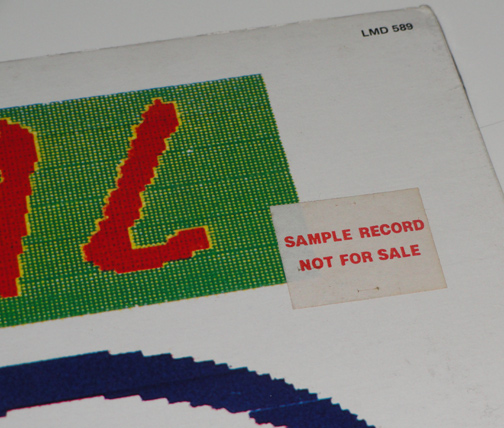 LMD 589
SAMPLE RECORD
NOT FOR SALE